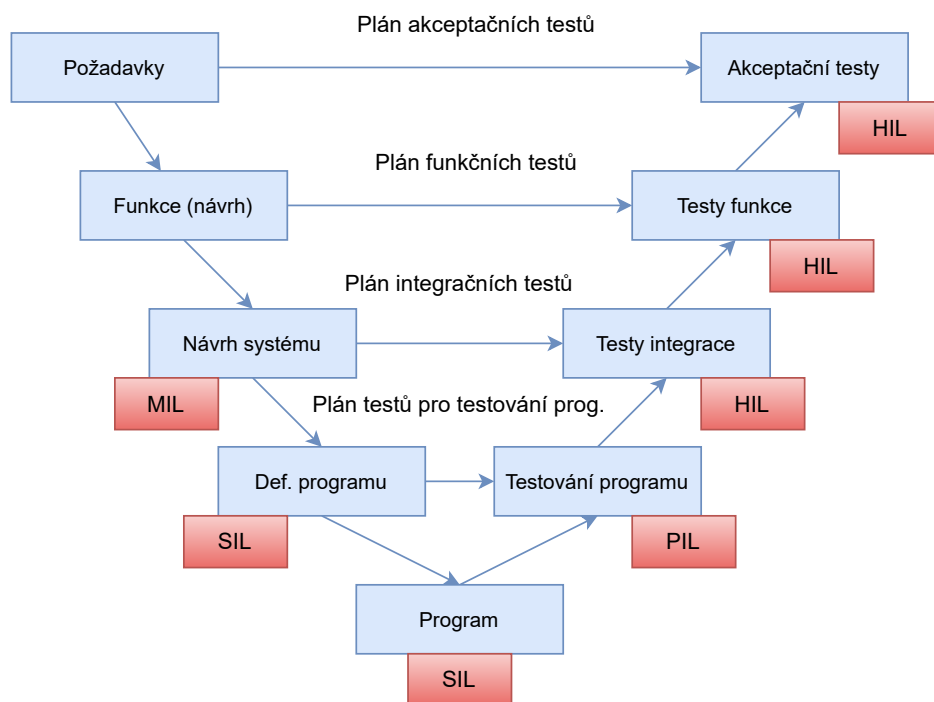 Plán akceptačních testů
Požadavky
Akceptační testy
HIL
Plán funkčních testů
Funkce (návrh)
Testy funkce
HIL
Plán integračních testů
Návrh systému
Testy integrace
MIL
Plán testů pro testování prog.
HIL
Def. programu
Testování programu
SIL
PIL
Program
SIL